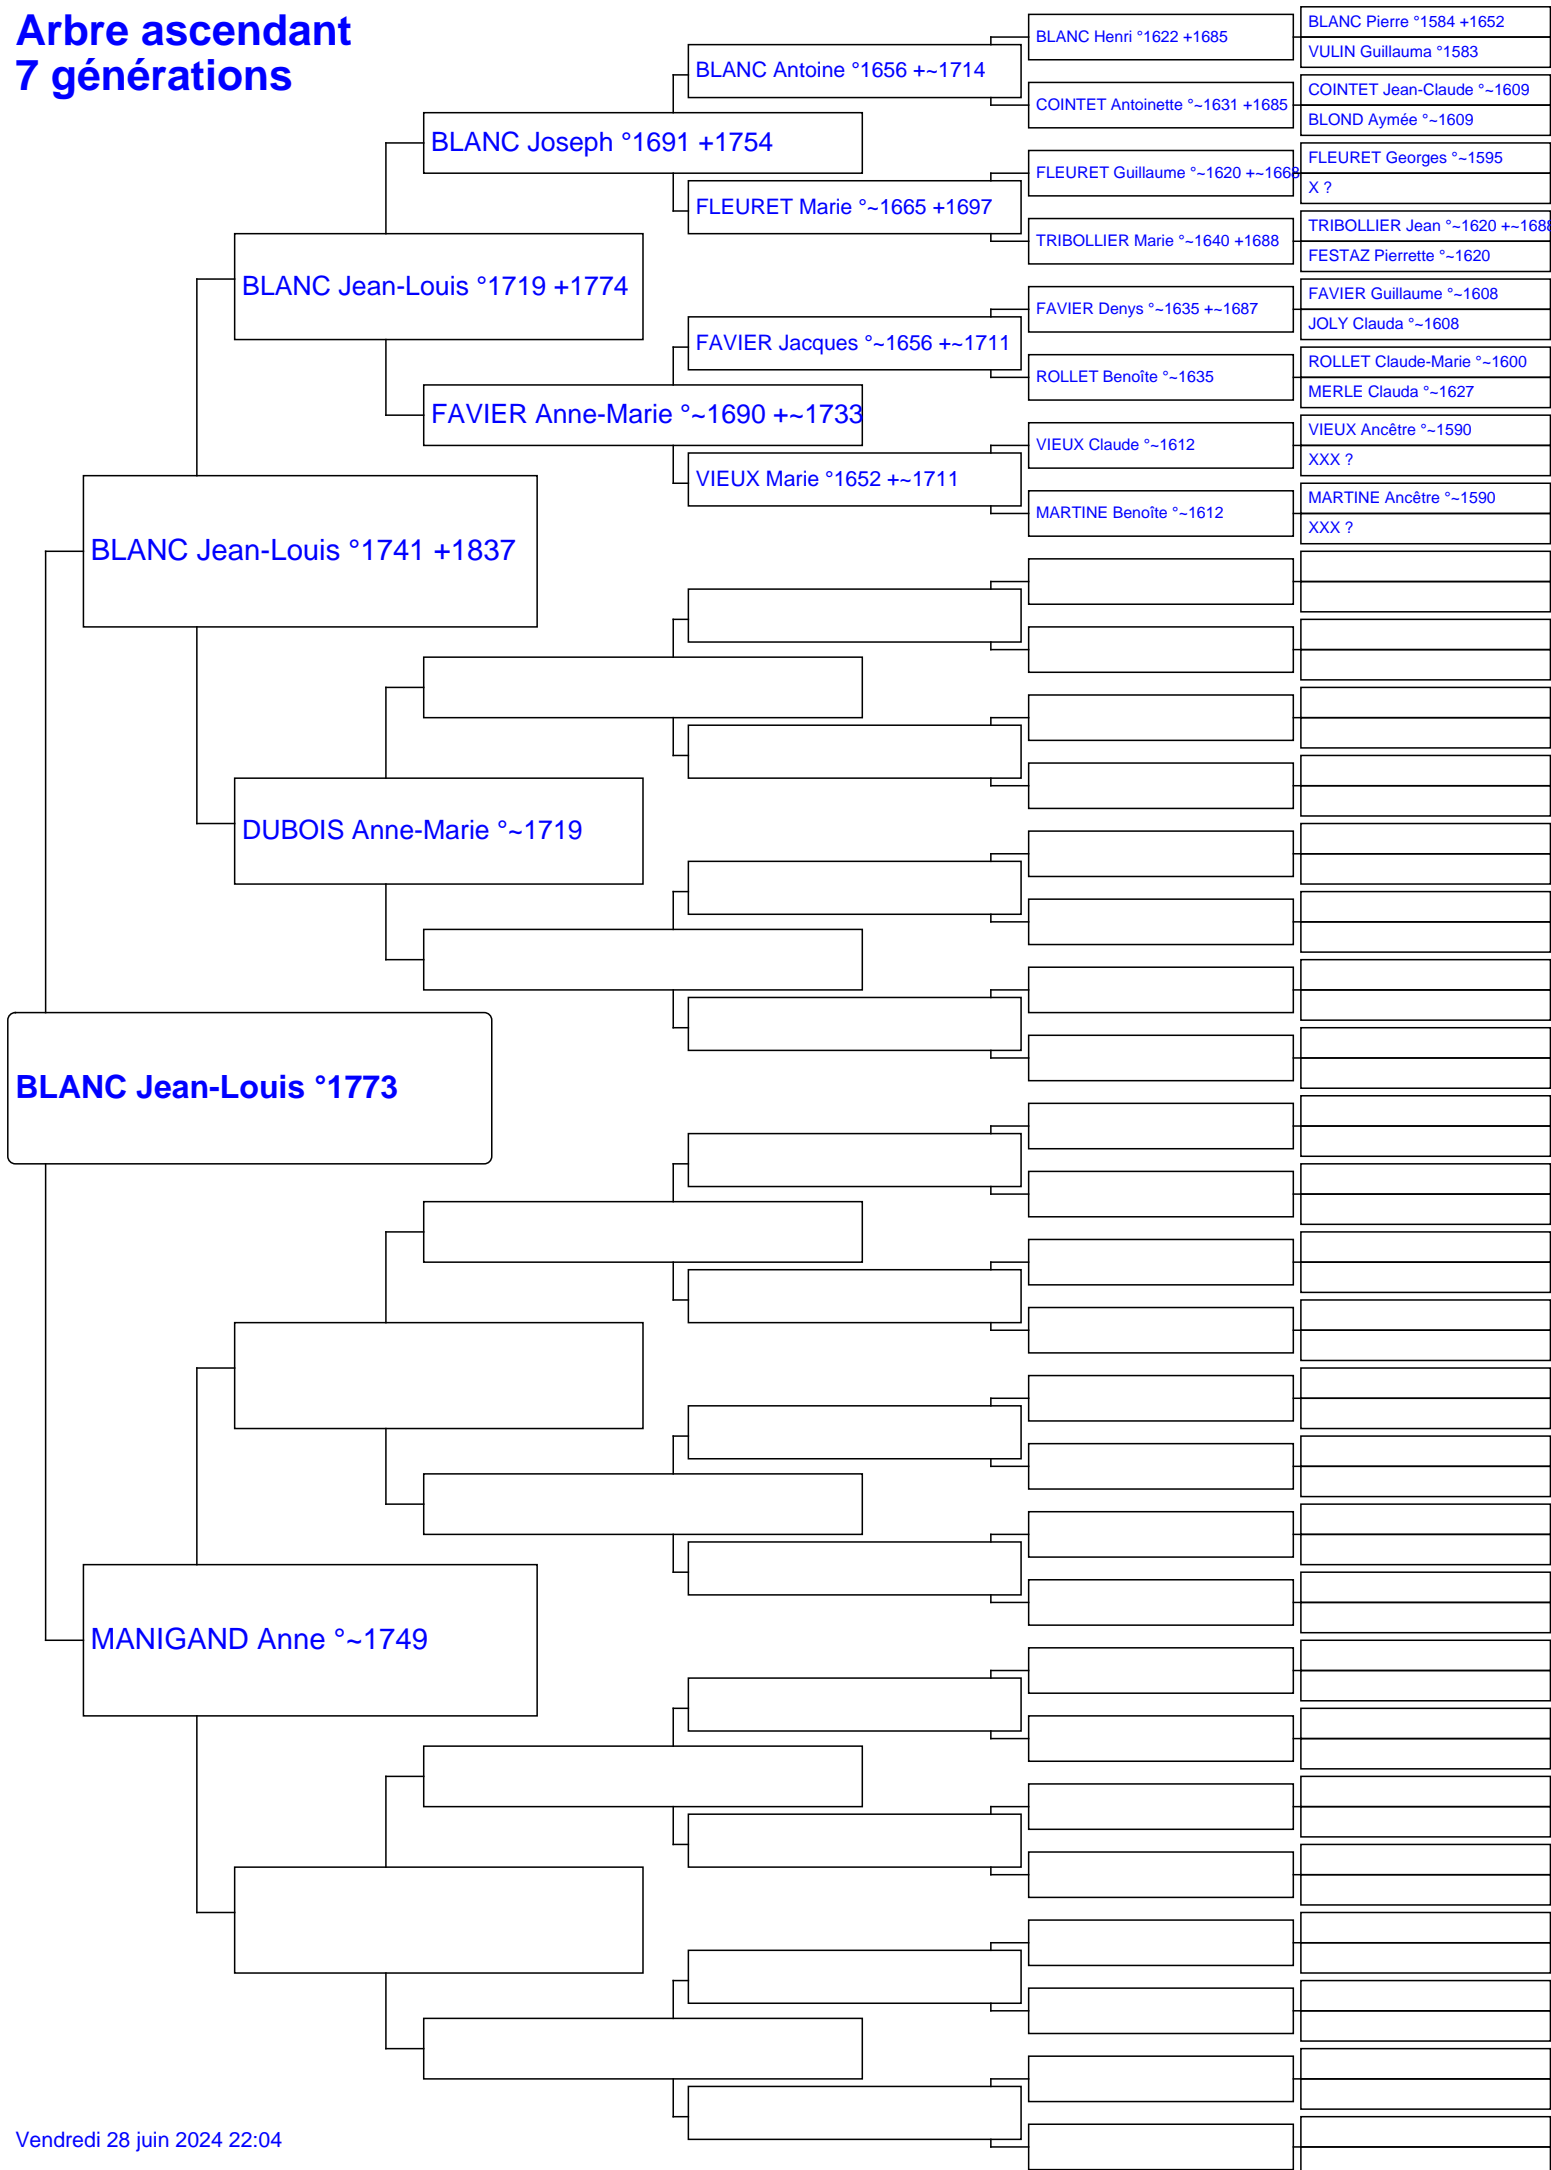 Arbre ascendant
7 générations
BLANC Jean-Louis °1773
BLANC Jean-Louis °1741 +1837
MANIGAND Anne °~1749
BLANC Jean-Louis °1719 +1774
DUBOIS Anne-Marie °~1719
BLANC Joseph °1691 +1754
FAVIER Anne-Marie °~1690 +~1733
BLANC Antoine °1656 +~1714
FLEURET Marie °~1665 +1697
FAVIER Jacques °~1656 +~1711
VIEUX Marie °1652 +~1711
BLANC Henri °1622 +1685
COINTET Antoinette °~1631 +1685
FLEURET Guillaume °~1620 +~1668
TRIBOLLIER Marie °~1640 +1688
FAVIER Denys °~1635 +~1687
ROLLET Benoîte °~1635
VIEUX Claude °~1612
MARTINE Benoîte °~1612
BLANC Pierre °1584 +1652
VULIN Guillauma °1583
COINTET Jean-Claude °~1609
BLOND Aymée °~1609
FLEURET Georges °~1595
X ?
TRIBOLLIER Jean °~1620 +~1688
FESTAZ Pierrette °~1620
FAVIER Guillaume °~1608
JOLY Clauda °~1608
ROLLET Claude-Marie °~1600
MERLE Clauda °~1627
VIEUX Ancêtre °~1590
XXX ?
MARTINE Ancêtre °~1590
XXX ?
Vendredi 28 juin 2024 22:04